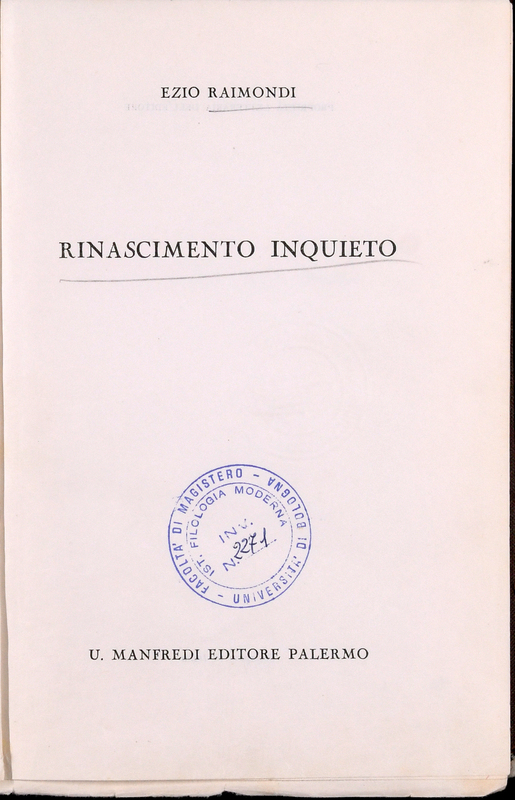 EZIO RAIMONDI
RINASCIMENTO INQUIETO
FACOLTA' DI MAGISTERO - UNIVERSITA' DI BOLOGNA -
IST. FILOLOGIA MODERNA
INV.
N. 2271
U. MANFREDI EDITORE PALERMO